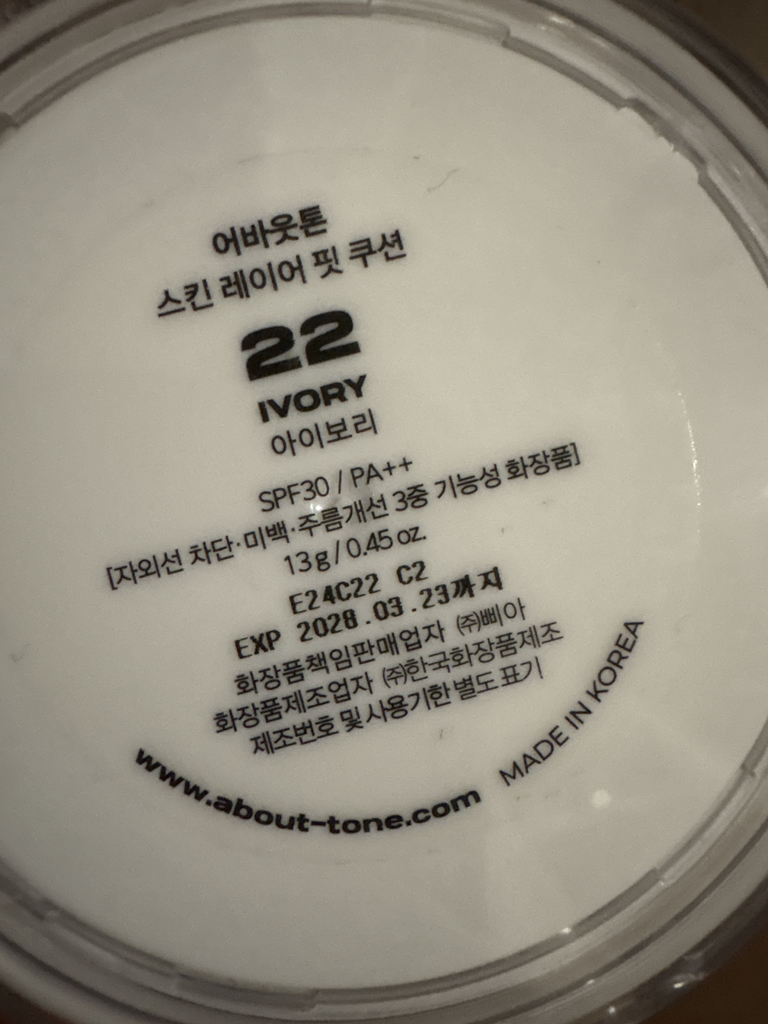 어바웃톤
스킨 레이어 핏 쿠션
22
IVORY
아이보리
SPF30 / PA++
[자외선 차단·미백·주름개선 3중 기능성 화장품]
13g/0.45oz.
E24C22 C2
EXP 2028.03.23까지
화장품책임판매업자 ㈜삐아
화장품제조업자 ㈜한국화장품제조
제조번호 및 사용기한 별도 표기
www.about-tone.com
MADE IN KOREA